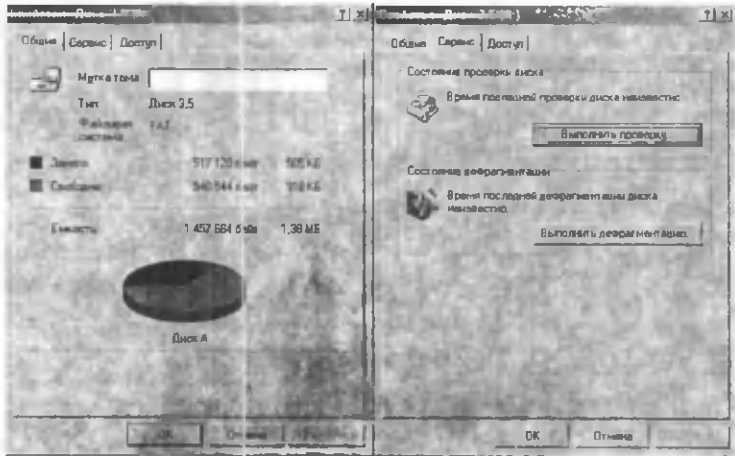 Общие Сервис Доступ
Метка тома
Тип Диск 3,5
Файловая система FAT
Занято 517 120 байт 505 КБ
Свободно 940 544 байт 918 КБ
Емкость 1 457 664 байт 1,38 МБ
Диск A
OK Отмена
Общие Сервис Доступ
Состояние проверки диска
Время последней проверки диска неизвестно
Выполнить проверку...
Состояние дефрагментации
Время последней дефрагментации диска
неизвестно.
Выполнить дефрагментацию.
OK Отмена